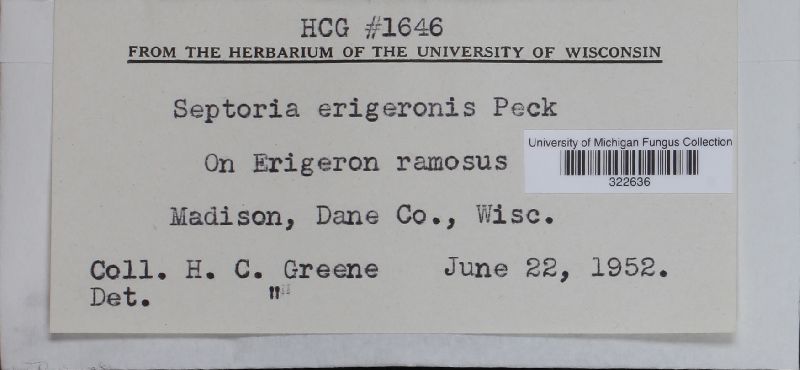 HCG #1646
FROM THE HERBARIUM OF THE UNIVERSITY OF WISCONSIN
Septoria erigeronis Peck
On Erigeron ramosus
University of Michigan Fungus Collection
322636
Madison, Dane Co., Wisc.
Coll. H. C. Greene June 22, 1952.
Det. "